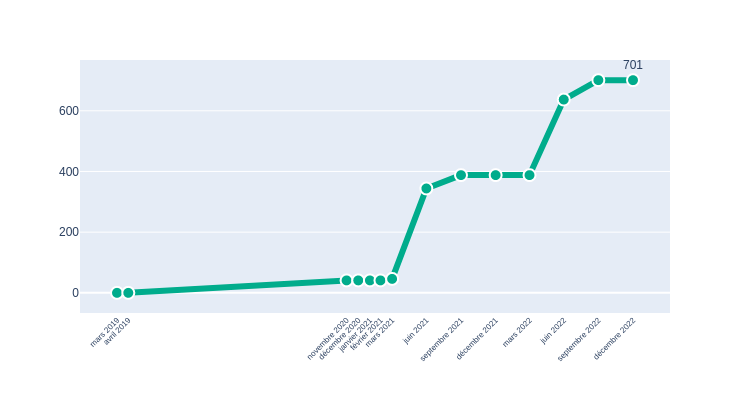 701
600
400
200
0
mars 2019
avril 2019
novembre 2020
décembre 2020
janvier 2021
février 2021
mars 2021
juin 2021
septembre 2021
décembre 2021
mars 2022
juin 2022
septembre 2022
décembre 2022